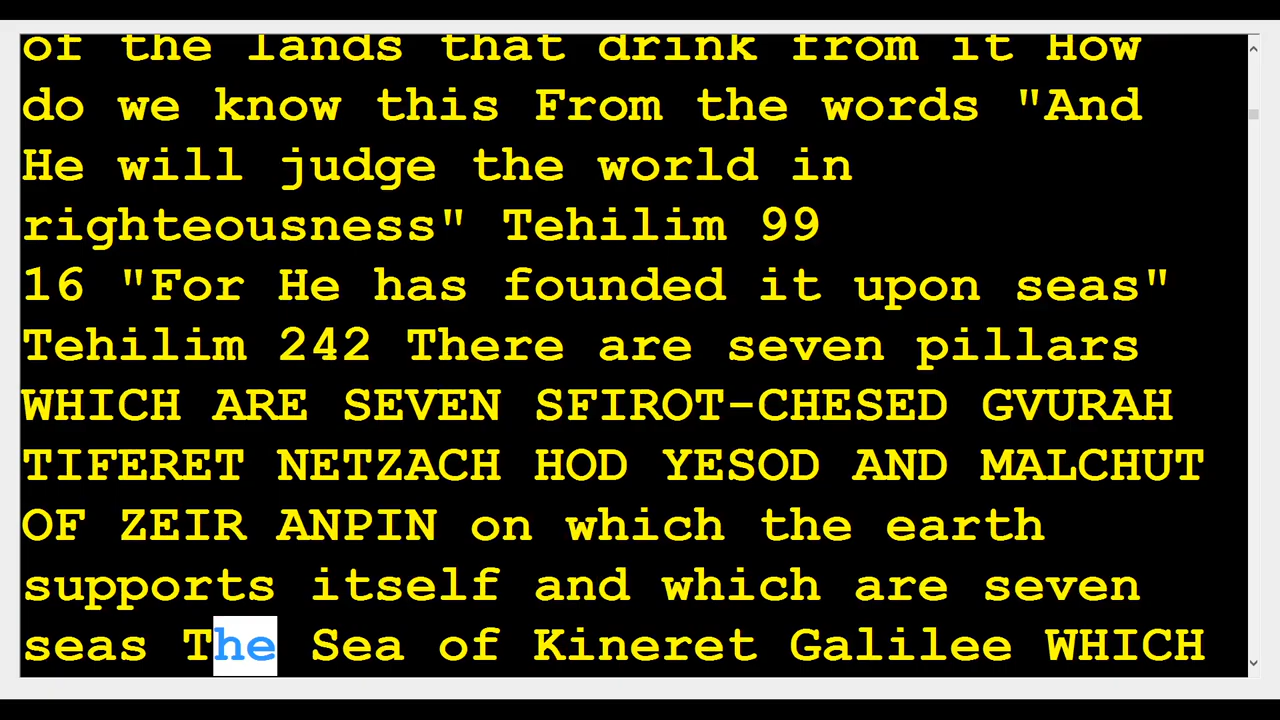 of the lands that drink from it How
do we know this From the words "And
He will judge the world in
righteousness" Tehilim 99
16 "For He has founded it upon seas"
Tehilim 242 There are seven pillars
WHICH ARE SEVEN SFIROT-CHESED GVURAH
TIFERET NETZACH HOD YESOD AND MALCHUT
OF ZEIR ANPIN on which the earth
supports itself and which are seven
seas The Sea of Kineret Galilee WHICH